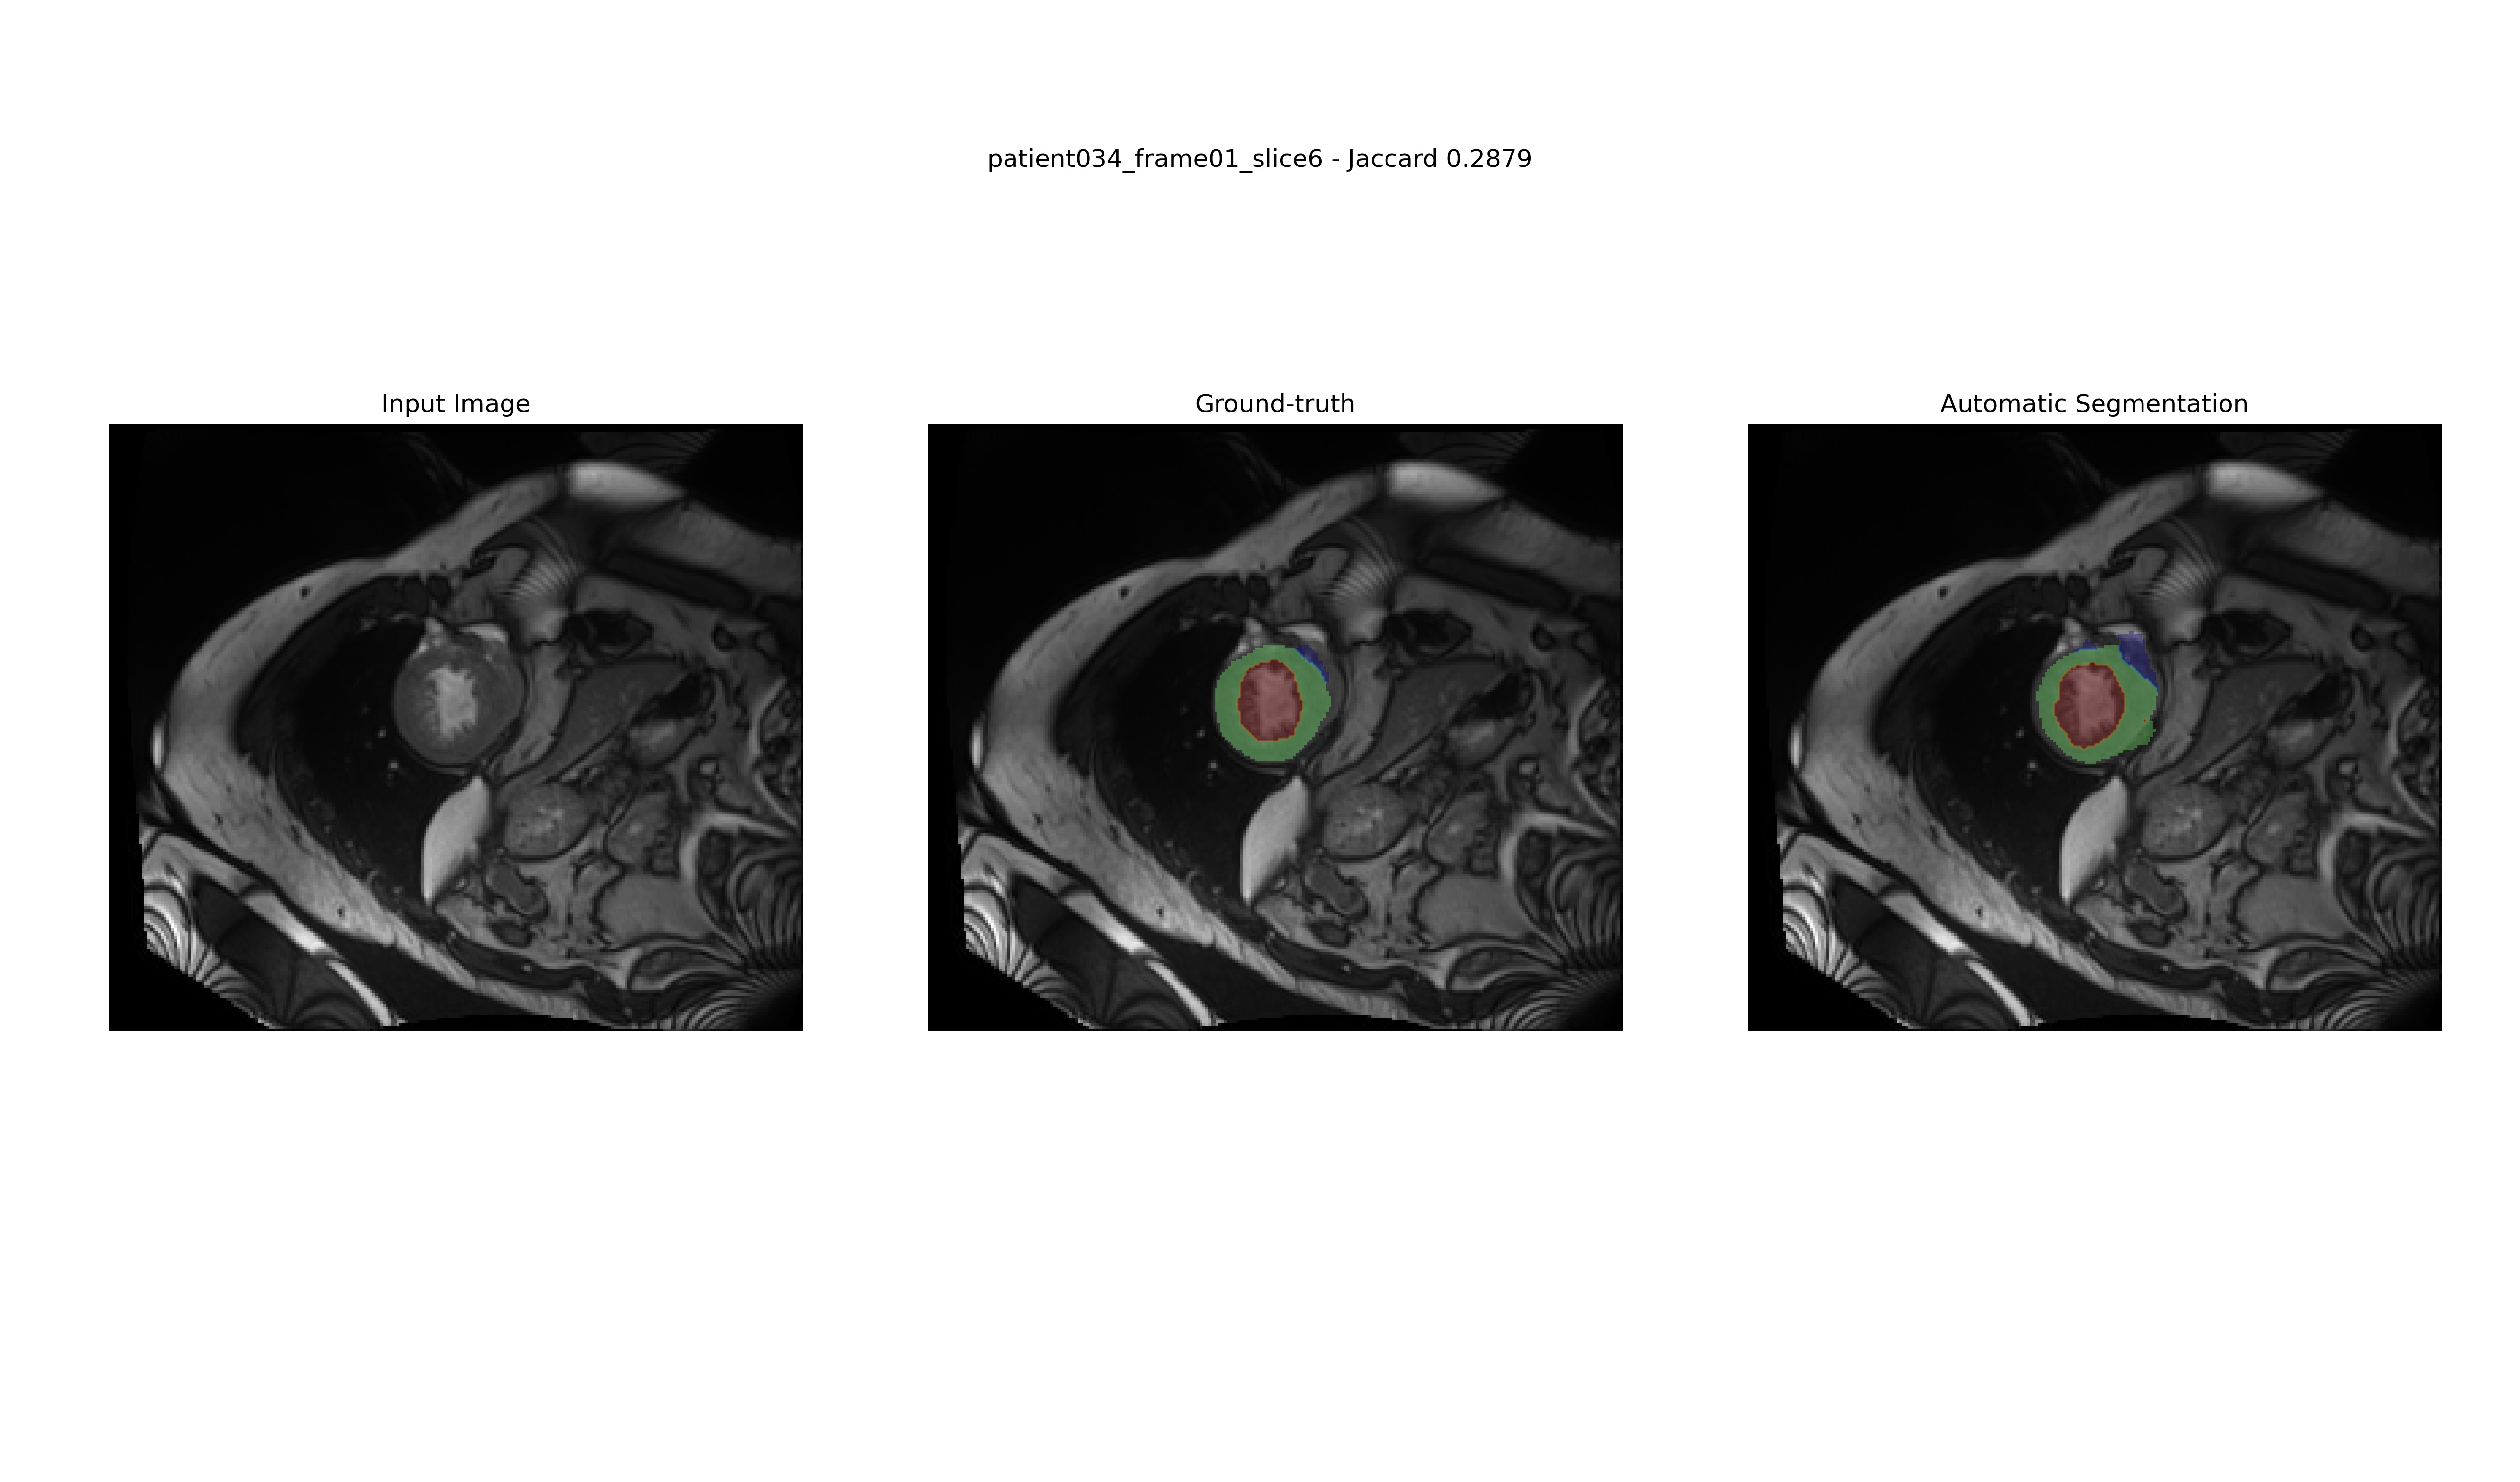 patient034_frame01_slice6 - Jaccard 0.2879
Input Image
Ground-truth
Automatic Segmentation